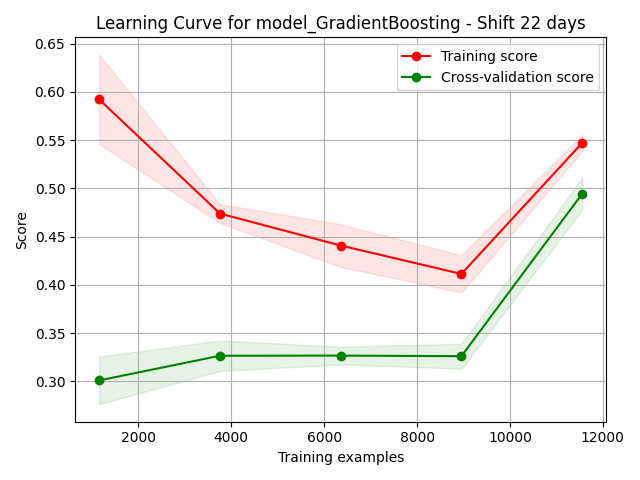 Learning Curve for model_GradientBoosting - Shift 22 days
Training score
Cross-validation score
0.65
0.60
0.55
0.50
0.45
0.40
0.35
0.30
Score
2000 4000 6000 8000 10000 12000
Training examples